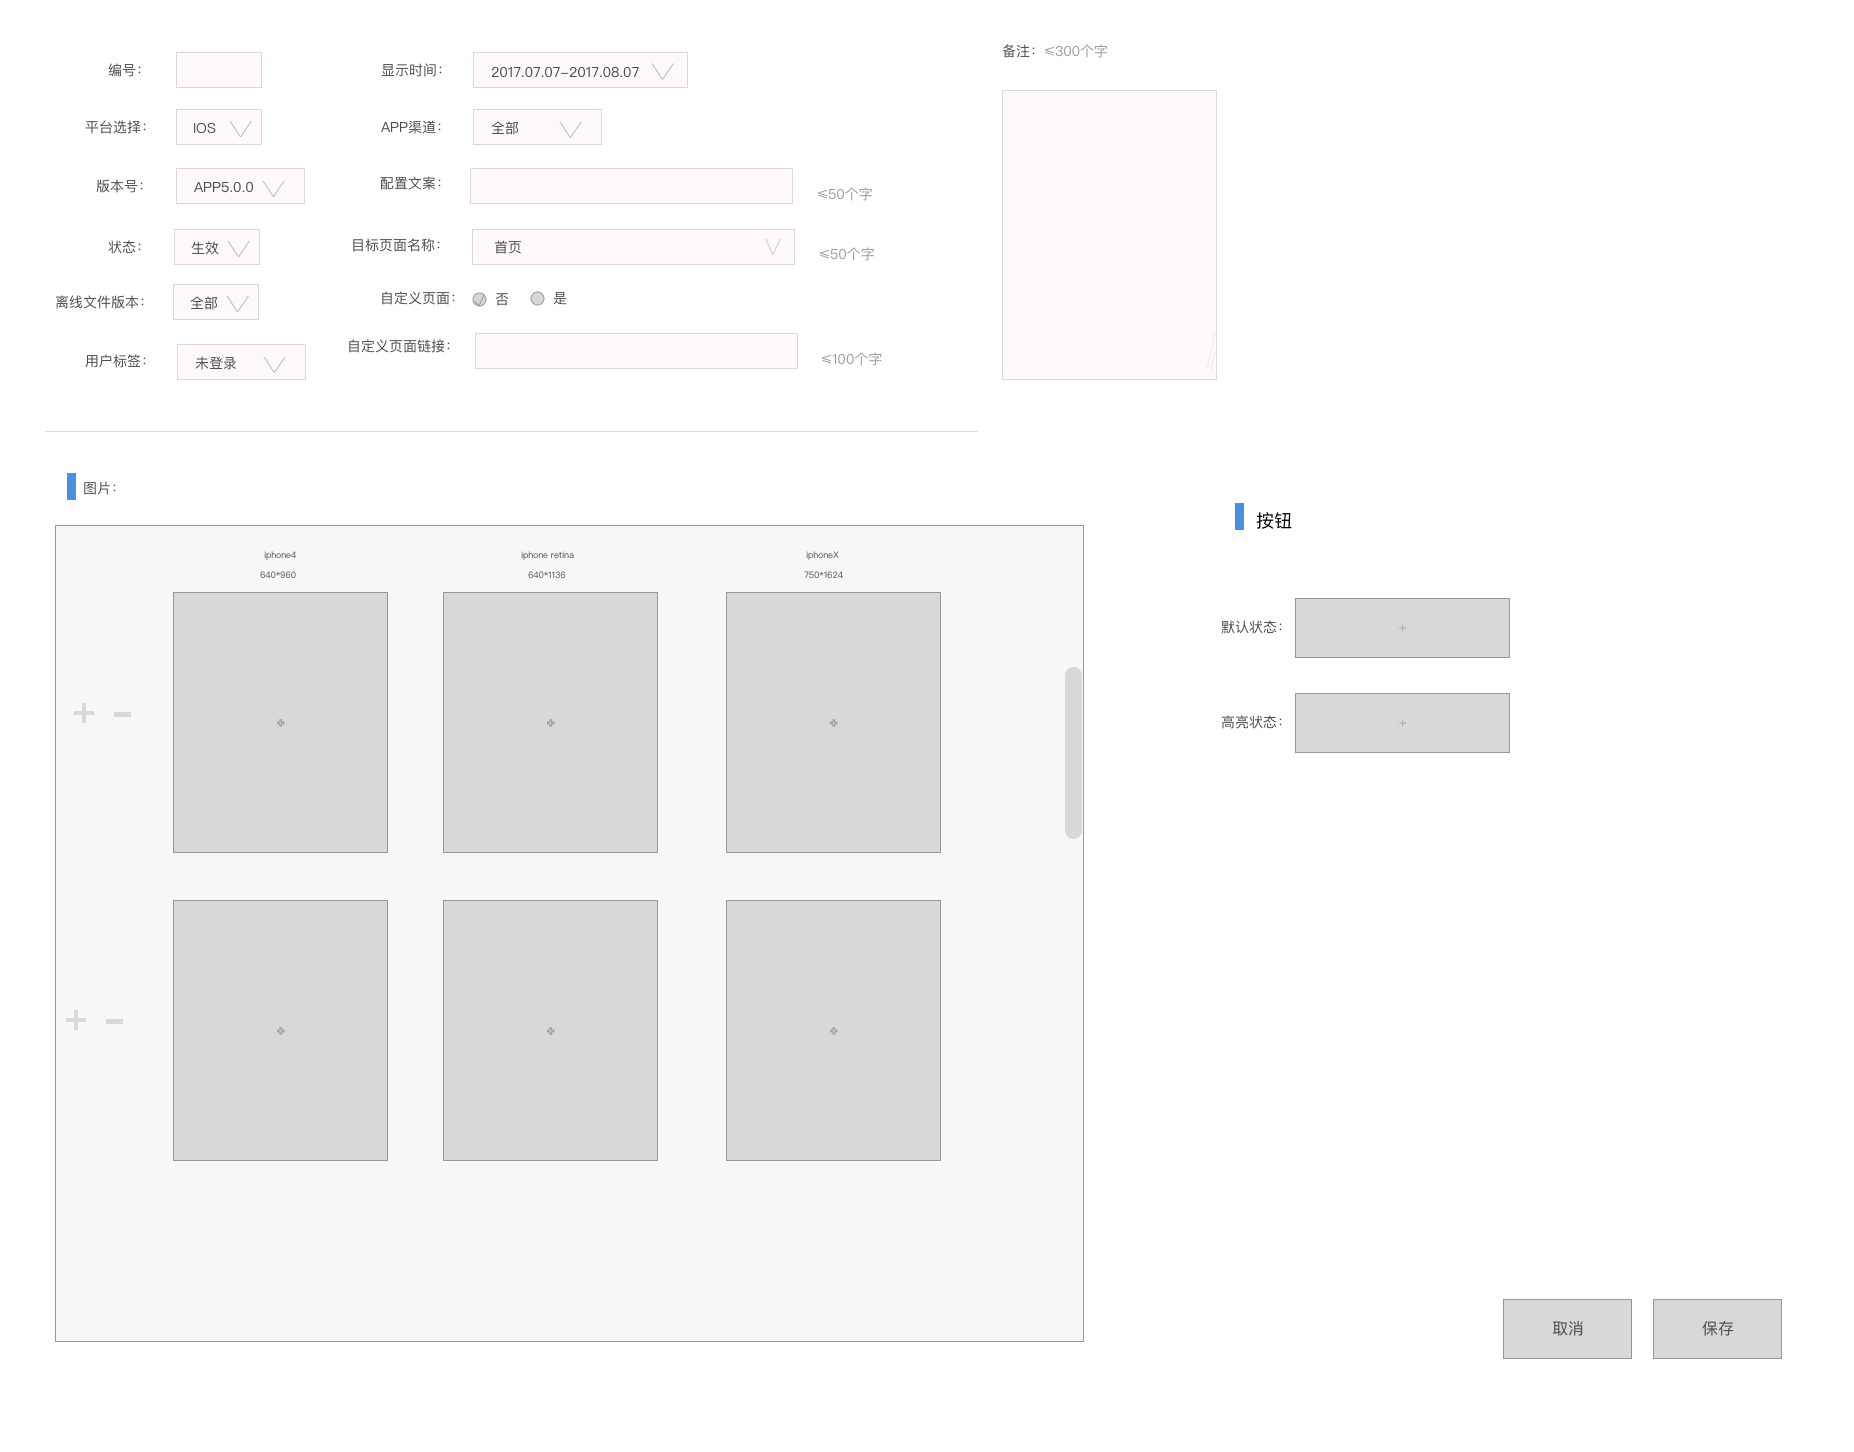 编号：
显示时间：
2017.07.07-2017.08.07
备注：≤300个字
平台选择：
IOS
APP渠道：
全部
版本号：
APP5.0.0
配置文案：
≤50个字
状态：
生效
目标页面名称：
首页
≤50个字
离线文件版本：
全部
自定义页面：
否
是
用户标签：
未登录
自定义页面链接：
≤100个字
图片：
按钮
iphone4
640*960
iphone retina
640*1136
iphoneX
750*1624
默认状态：
+
高亮状态：
+
取消
保存